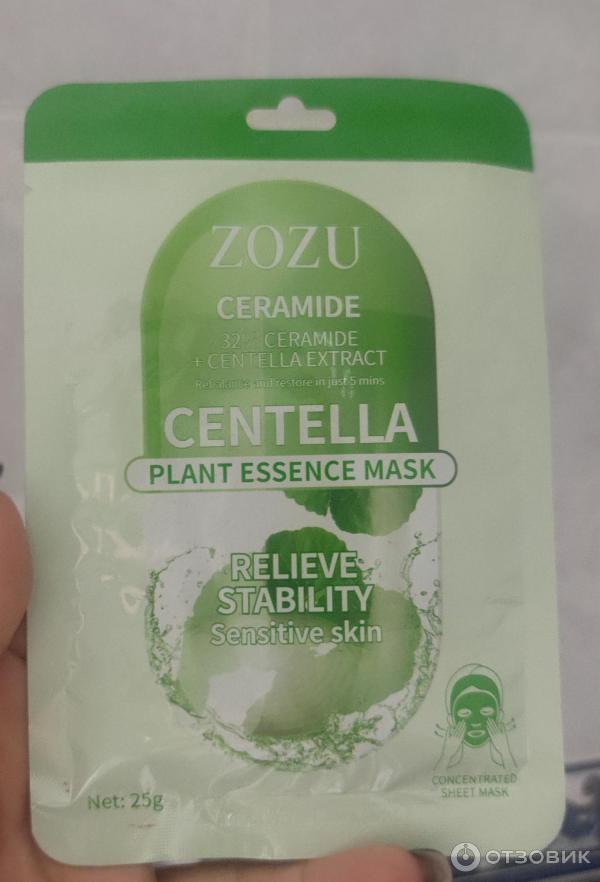 ZOZU
CERAMIDE
32% CERAMIDE
+ CENTELLA EXTRACT
Rebalance and restore in just 5 mins
CENTELLA
PLANT ESSENCE MASK
RELIEVE
STABILITY
Sensitive skin
CONCENTRATED
SHEET MASK
Net: 25g
ОТЗОВИК